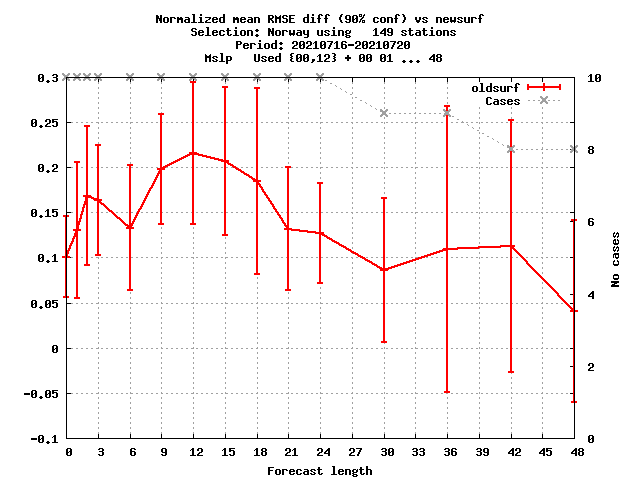 Normalized mean RMSE diff (90% conf) vs newsurf
Selection: Norway using   149 stations
Period: 20210716-20210720
Mslp   Used {00,12} + 00 01 ... 48
0.3
0.25
0.2
0.15
0.1
0.05
0
-0.05
-0.1
oldsurf
Cases
10
8
6
4
2
0
No cases
0 3 6 9 12 15 18 21 24 27 30 33 36 39 42 45 48
Forecast length